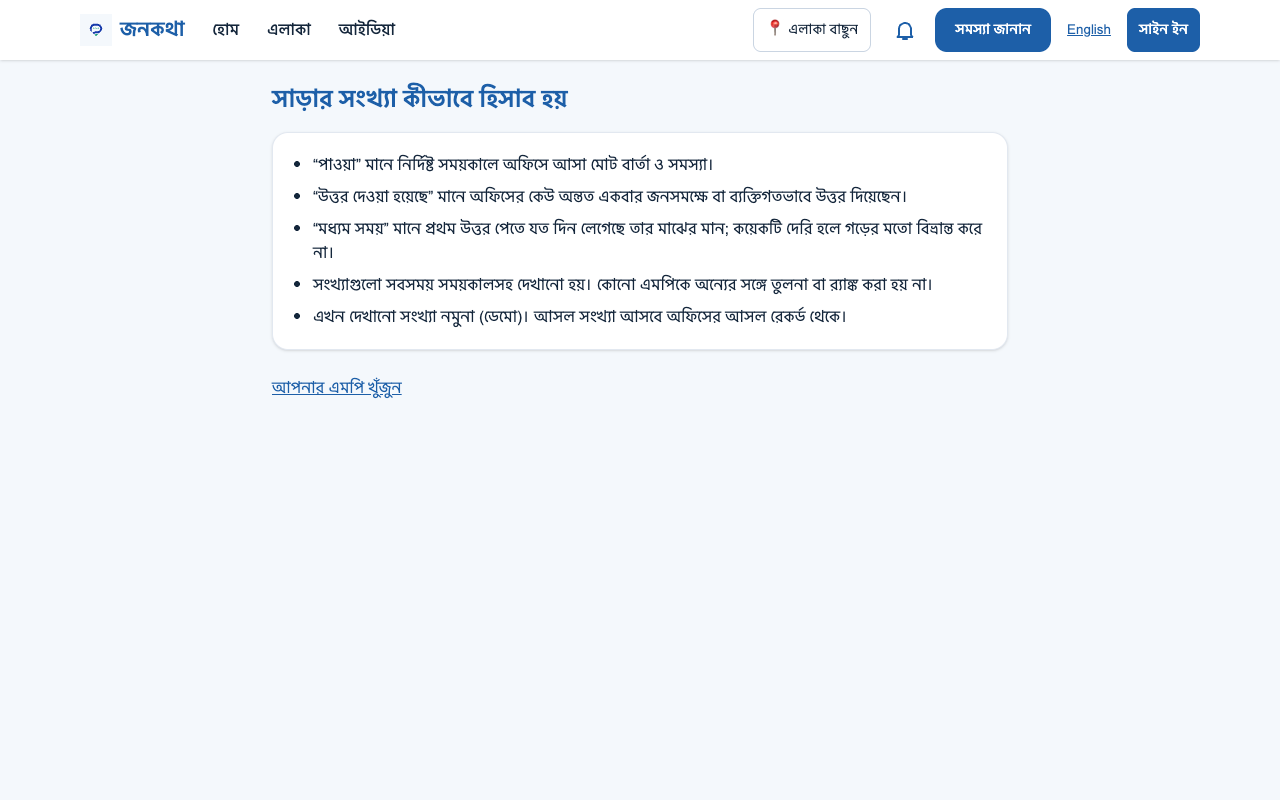 জনকথা
হোম
এলাকা
আইডিয়া
এলাকা বাছুন
সমস্যা জানান
English
সাইন ইন
সাড়ার সংখ্যা কীভাবে হিসাব হয়
“পাওয়া” মানে নির্দিষ্ট সময়কালে অফিসে আসা মোট বার্তা ও সমস্যা।
“উত্তর দেওয়া হয়েছে” মানে অফিসের কেউ অন্তত একবার জনসমক্ষে বা ব্যক্তিগতভাবে উত্তর দিয়েছেন।
“মধ্যম সময়” মানে প্রথম উত্তর পেতে যত দিন লেগেছে তার মাঝের মান; কয়েকটি দেরি হলে গড়ের মতো বিভ্রান্ত করে
না।
সংখ্যাগুলো সবসময় সময়কালসহ দেখানো হয়। কোনো এমপিকে অন্যের সঙ্গে তুলনা বা র‍্যাঙ্ক করা হয় না।
এখন দেখানো সংখ্যা নমুনা (ডেমো)। আসল সংখ্যা আসবে অফিসের আসল রেকর্ড থেকে।
আপনার এমপি খুঁজুন